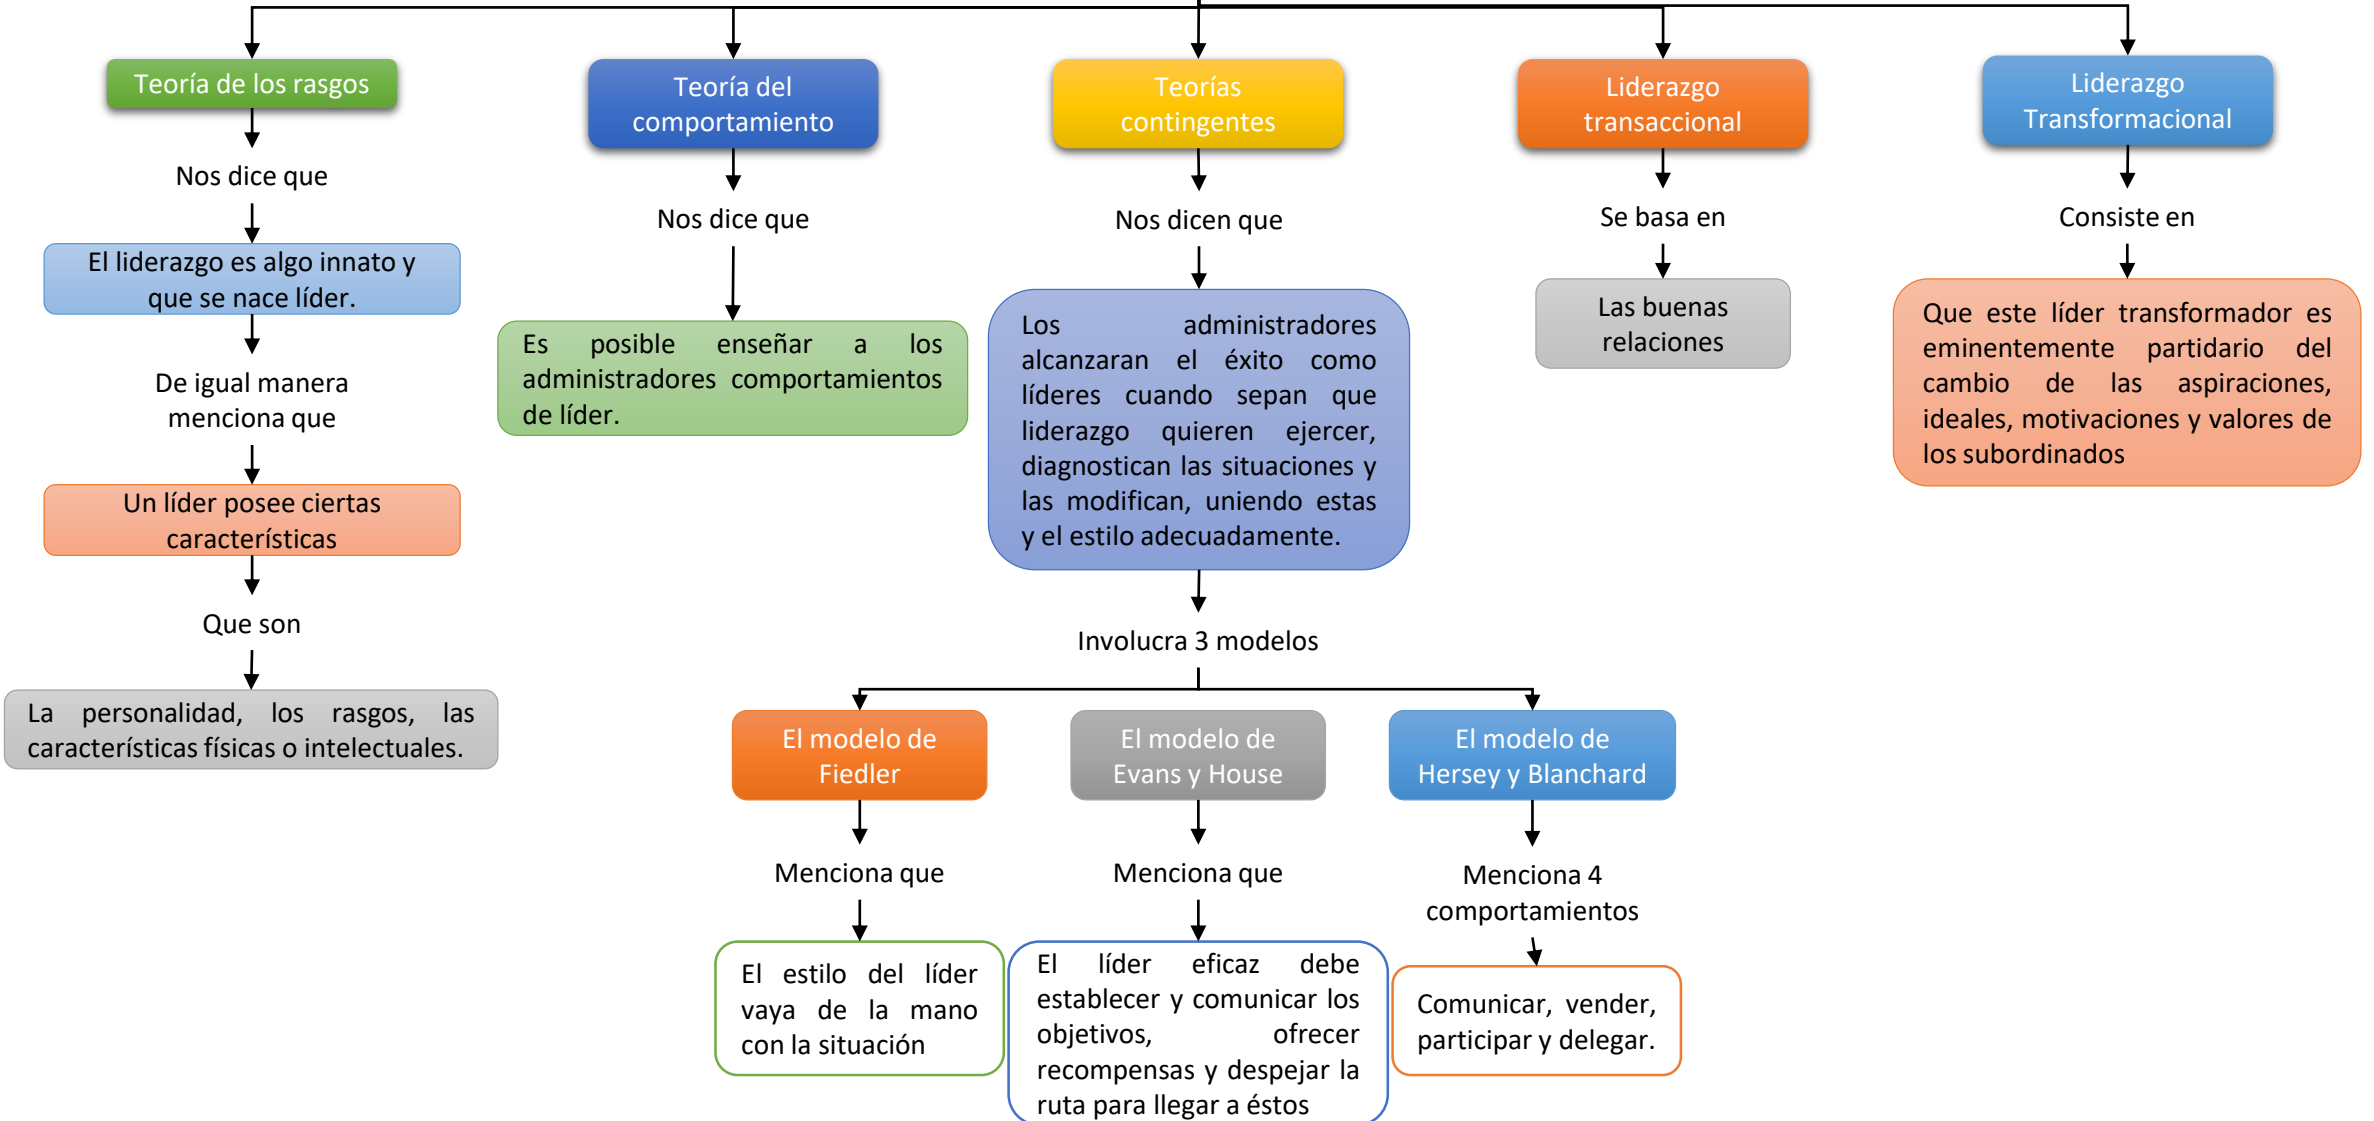 Teoría de los rasgos
Nos dice que
El liderazgo es algo innato y
que se nace líder.
De igual manera
menciona que
Un líder posee ciertas
características
Que son
La personalidad, los rasgos, las
características físicas o intelectuales.
Teoría del
comportamiento
Nos dice que
Es posible enseñar a los
administradores comportamientos
de líder.
Teorías
contingentes
Nos dicen que
Los administradores
alcanzaran el éxito como
líderes cuando sepan que
liderazgo quieren ejercer,
diagnostican las situaciones y
las modifican, uniendo estas
y el estilo adecuadamente.
Involucra 3 modelos
El modelo de
Fiedler
Menciona que
El estilo del líder
vaya de la mano
con la situación
El modelo de
Evans y House
Menciona que
El líder eficaz debe
establecer y comunicar los
objetivos, ofrecer
recompensas y despejar la
ruta para llegar a éstos
El modelo de
Hersey y Blanchard
Menciona 4
comportamientos
Comunicar, vender,
participar y delegar.
Liderazgo
transaccional
Se basa en
Las buenas
relaciones
Liderazgo
Transformacional
Consiste en
Que este líder transformador es
eminentemente partidario del
cambio de las aspiraciones,
ideales, motivaciones y valores de
los subordinados